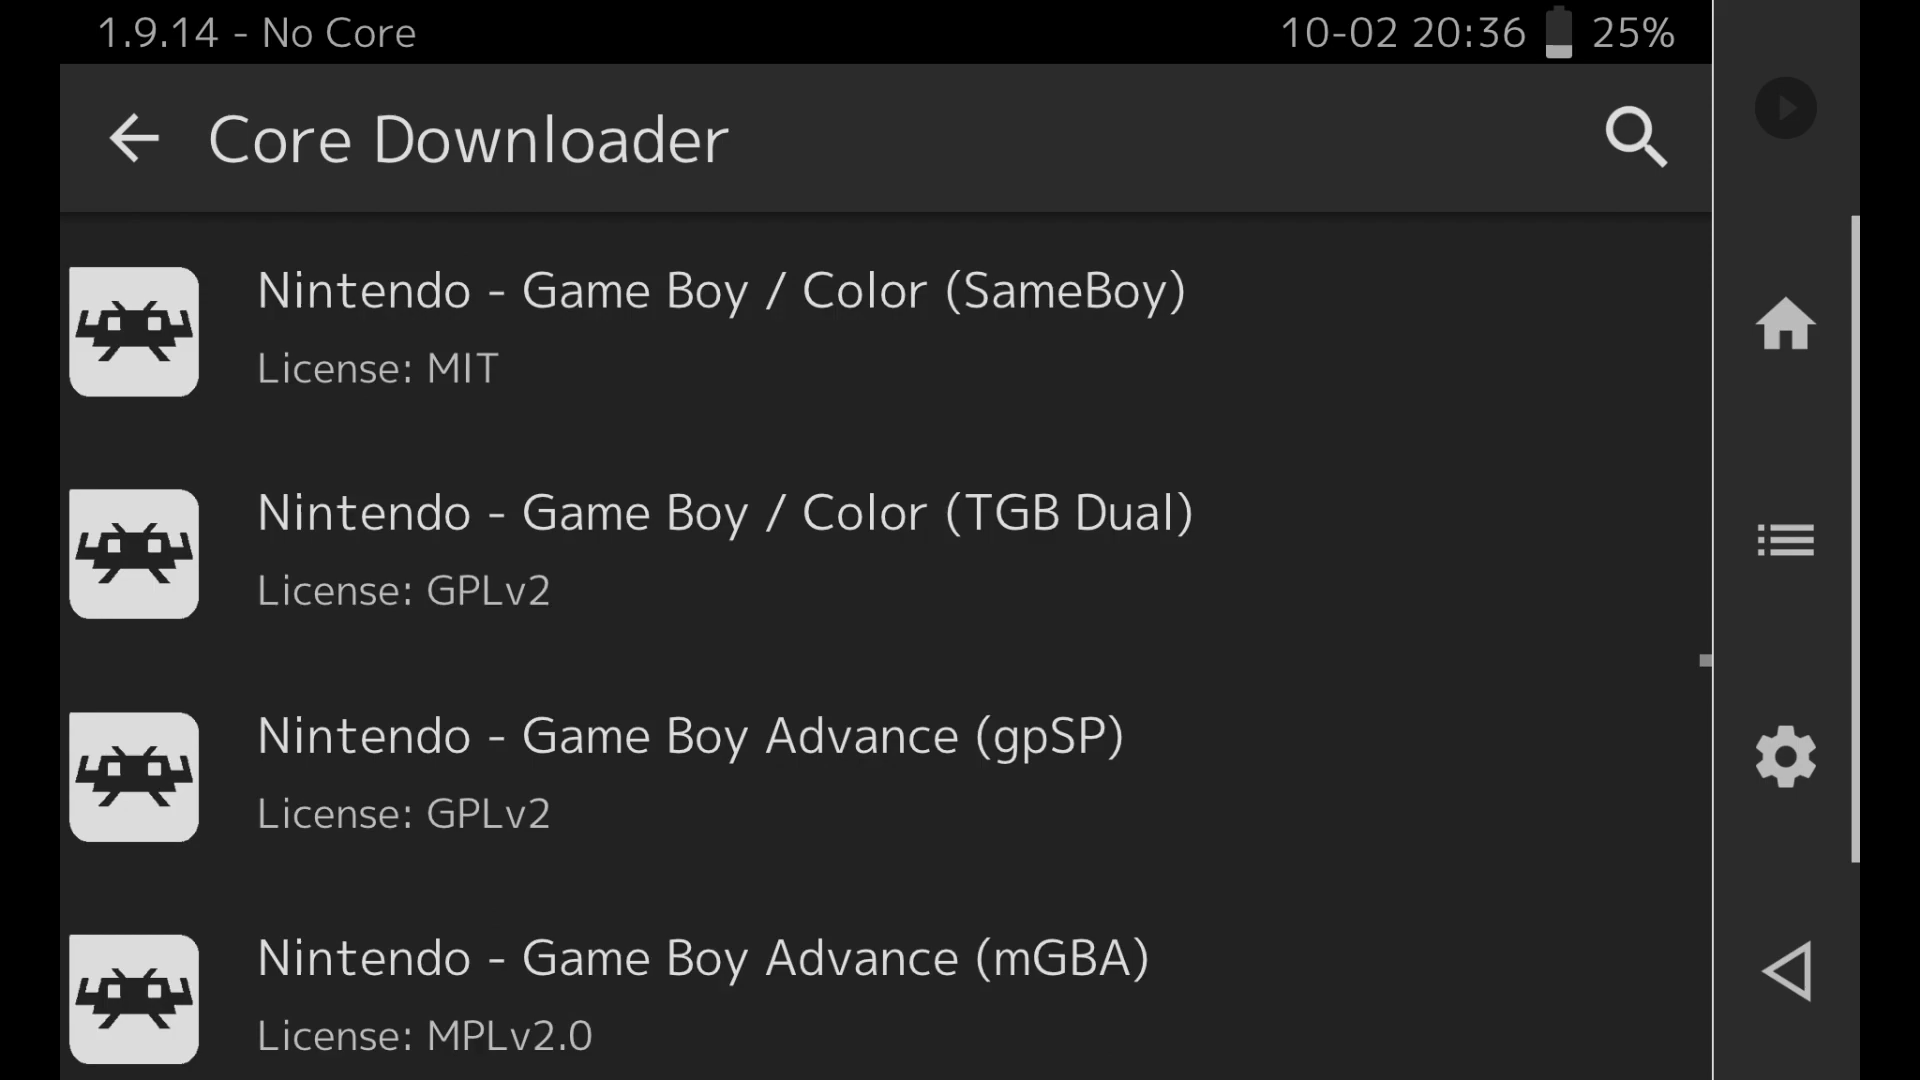 1.9.14 - No Core
10-02 20:36 25%
Core Downloader
Nintendo - Game Boy / Color (SameBoy)
License: MIT
Nintendo - Game Boy / Color (TGB Dual)
License: GPLv2
Nintendo - Game Boy Advance (gpSP)
License: GPLv2
Nintendo - Game Boy Advance (mGBA)
License: MPLv2.0